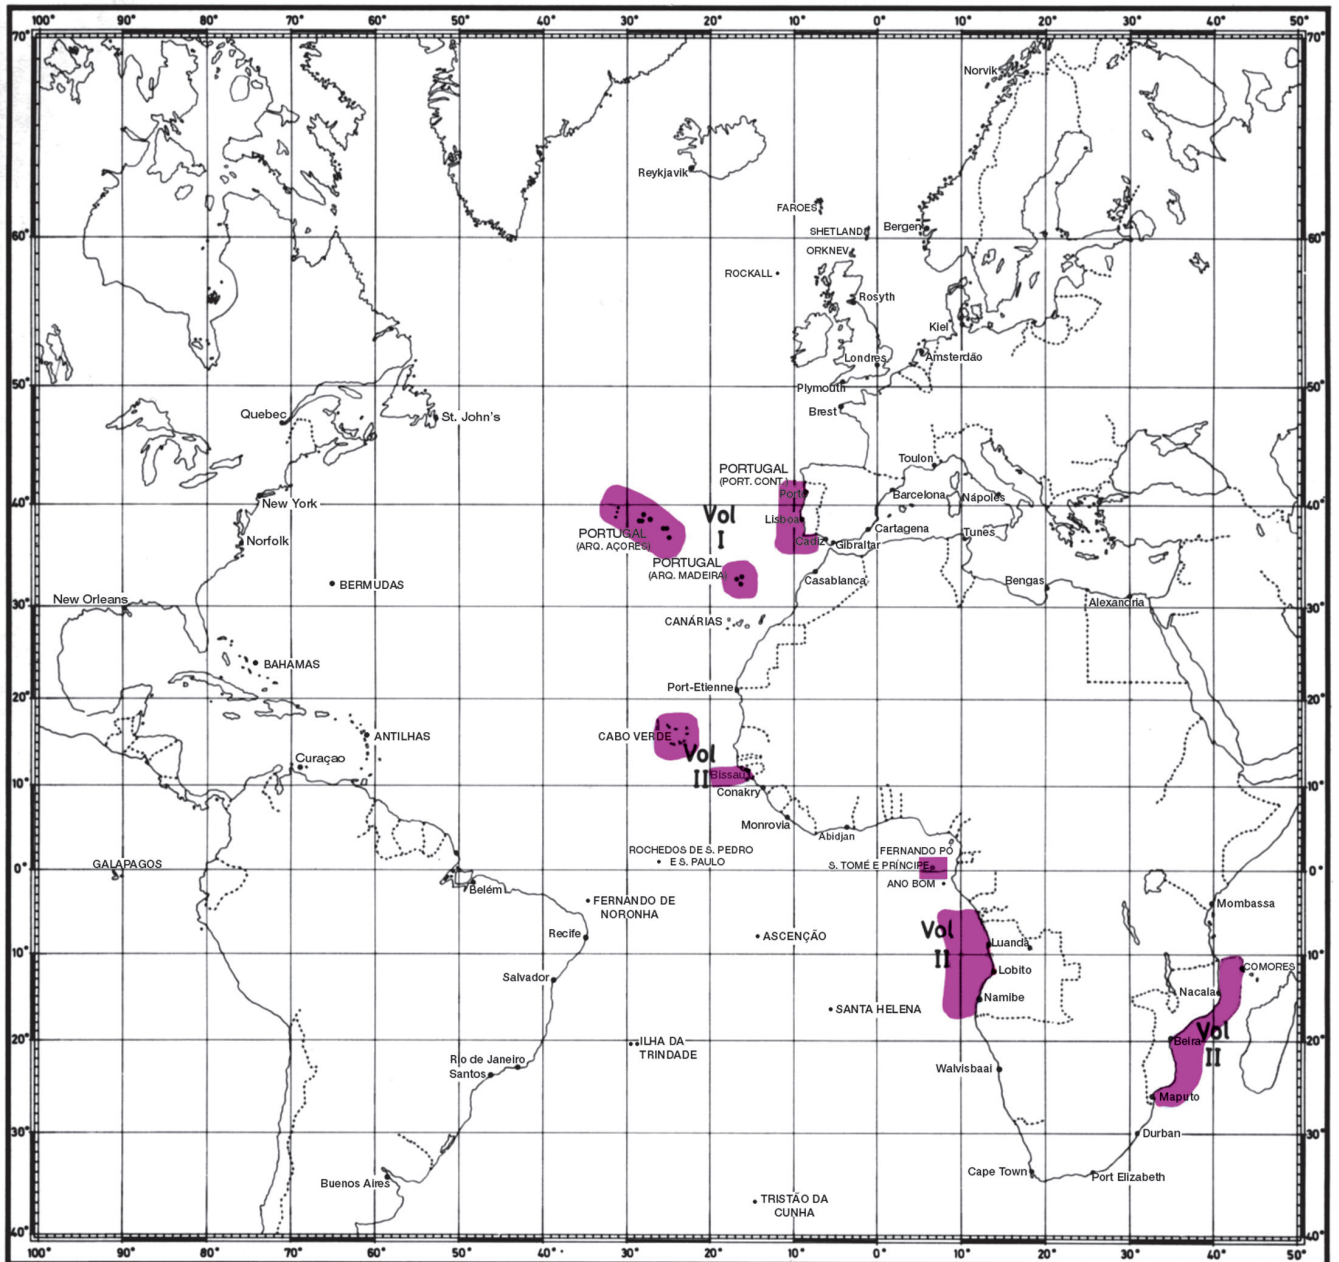 100° 90° 80° 70° 60° 50° 40° 30° 20° 10° 0° 10° 20° 30° 40° 50°
70° 70°
Norvik
Reykjavik
FAROES
SHETLAND
Bergen
60° 60°
ORKNEV
ROCKALL
Rosyth
Kiel
Londres
Amsterdão
50° 50°
Plymouth
Brest
Quebec
St. John's
Toulon
PORTUGAL
(PORT. CONT.)
Porto
Barcelona
Nápoles
40° 40°
New York
Vol
I
Lisboa
Cartagena
Tunes
PORTUGAL
(ARQ. AÇORES)
Cadiz
Gibraltar
Norfolk
PORTUGAL
(ARQ. MADEIRA)
Casablanca
Bengas
BERMUDAS
New Orleans
Alexandria
30° 30°
CANÁRIAS
BAHAMAS
Port-Etienne
20° 20°
ANTILHAS
CABO VERDE
Vol
II
Curaçao
Bissau
10° 10°
Conakry
Monrovia
Abidjan
ROCHEDOS DE S. PEDRO
E S. PAULO
FERNANDO PO
GALAPAGOS
S. TOMÉ E PRÍNCIPE
0° 0°
ANO BOM
Belém
FERNANDO DE
NORONHA
Mombassa
Recife
ASCENÇÃO
Vol
II
Luanda
10° 10°
COMORES
Salvador
Lobito
Nacala
Namibe
SANTA HELENA
Vol
II
20° 20°
ILHA DA
TRINDADE
Beira
Rio de Janeiro
Santos
Walvisbaai
Maputo
30° 30°
Durban
Cape Town
Port Elizabeth
Buenos Aires
TRISTÃO DA
CUNHA
40° 40°
100° 90° 80° 70° 60° 50° 40° 30° 20° 10° 0° 10° 20° 30° 40° 50°